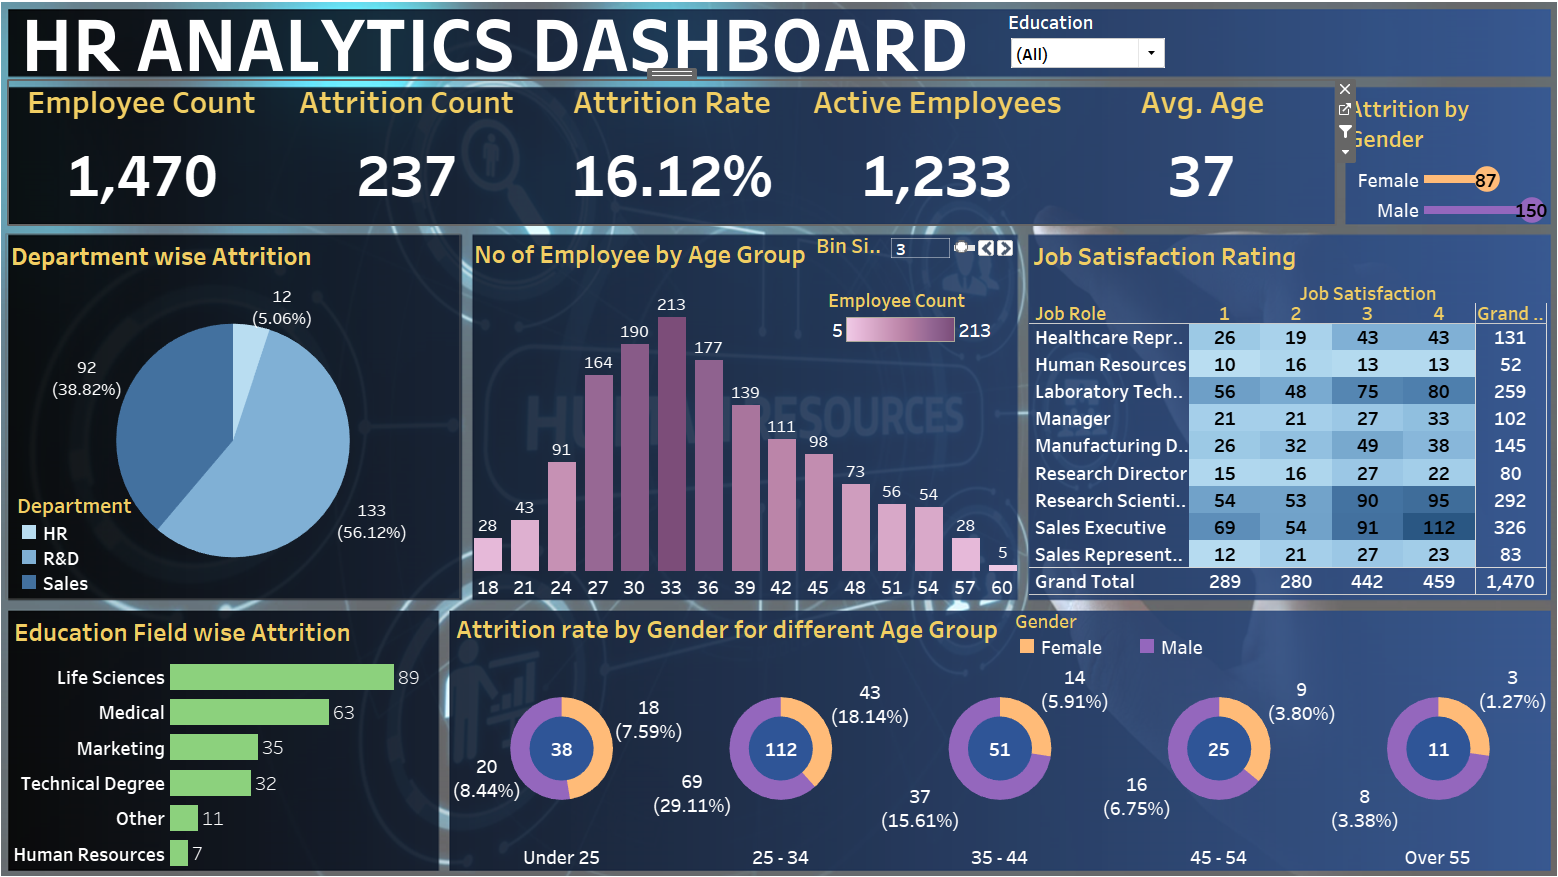 HR ANALYTICS DASHBOARD
Education
(All)
Employee Count
Attrition Count
Attrition Rate
Active Employees
Avg. Age
1,470
237
16.12%
1,233
37
Attrition by
Gender
Female 87
Male 150
Department wise Attrition
12
(5.06%)
92
(38.82%)
133
(56.12%)
Department
HR
R&D
Sales
No of Employee by Age Group
Bin Si.. 3
Employee Count
5 213
28 43 91 164 190 213 177 139 111 98 73 56 54 28 5
18 21 24 27 30 33 36 39 42 45 48 51 54 57 60
HUMAN RESOURCES
Job Satisfaction Rating
Job Satisfaction
Job Role 1 2 3 4 Grand ..
Healthcare Repr.. 26 19 43 43 131
Human Resources 10 16 13 13 52
Laboratory Tech.. 56 48 75 80 259
Manager 21 21 27 33 102
Manufacturing D.. 26 32 49 38 145
Research Director 15 16 27 22 80
Research Scienti.. 54 53 90 95 292
Sales Executive 69 54 91 112 326
Sales Represent.. 12 21 27 23 83
Grand Total 289 280 442 459 1,470
Education Field wise Attrition
Life Sciences 89
Medical 63
Marketing 35
Technical Degree 32
Other 11
Human Resources 7
Attrition rate by Gender for different Age Group
Gender
Female Male
18
(7.59%)
38
20
(8.44%)
Under 25
43
(18.14%)
112
69
(29.11%)
25 - 34
14
(5.91%)
51
37
(15.61%)
35 - 44
9
(3.80%)
25
16
(6.75%)
45 - 54
3
(1.27%)
11
8
(3.38%)
Over 55